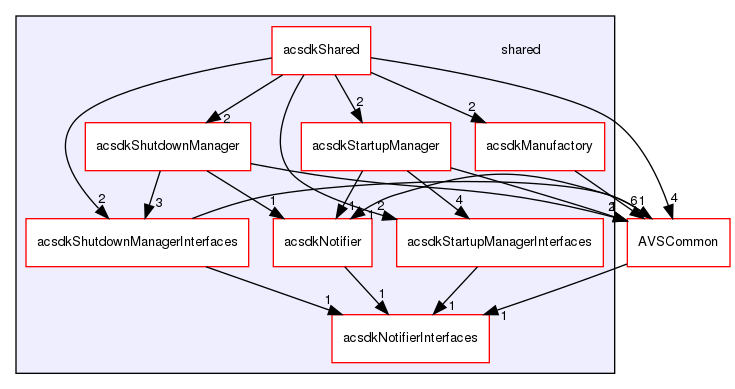 acsdkShared
shared
2
2
2
acsdkShutdownManager
acsdkStartupManager
acsdkManufactory
2
3
1
1
4
2
61
4
2
acsdkShutdownManagerInterfaces
acsdkNotifier
acsdkStartupManagerInterfaces
AVSCommon
1
1
1
1
acsdkNotifierInterfaces